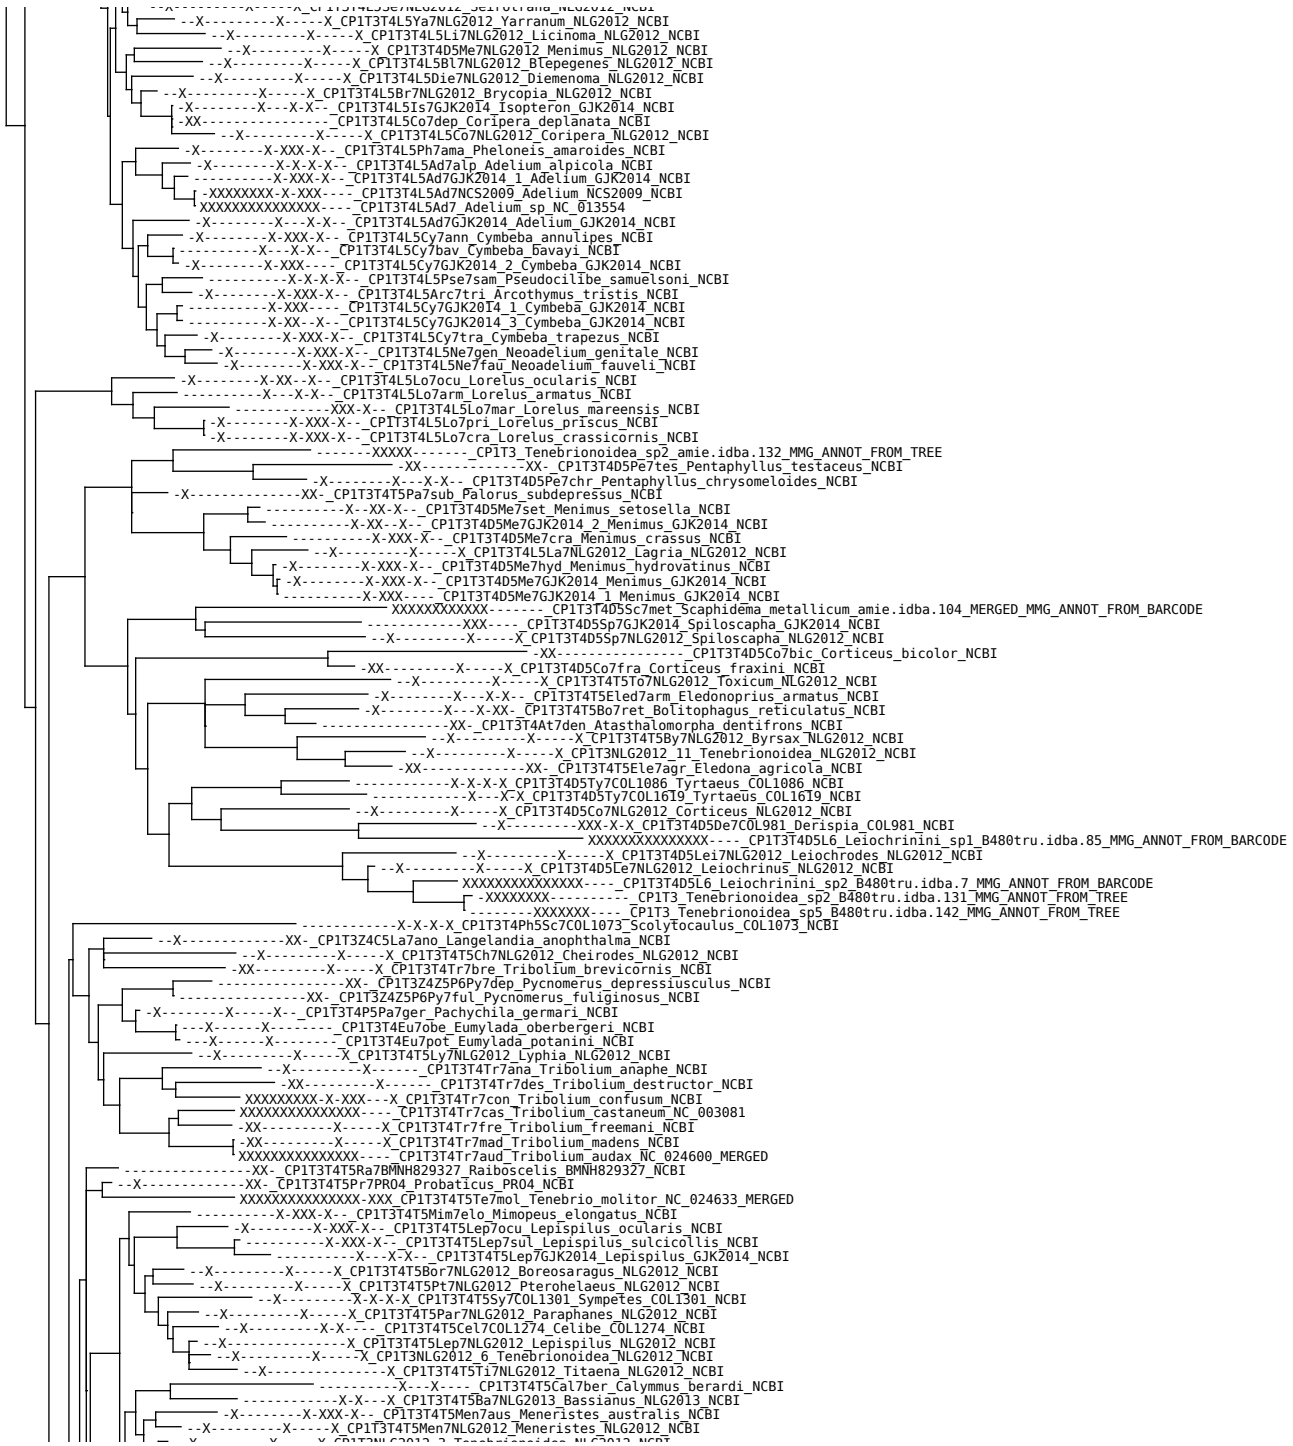 --X---------X-----X_CP1T3T4L5Se7NLG2012_Seirotrana_NLG2012_NCBI
--X----------X-----X_CP1T3T4L5Ya7NLG2012_Yarranum_NLG2012_NCBI
--X---------X-----X_CP1T3T4L5Li7NLG2012_Licinoma_NLG2012_NCBI
--X---------X-----X_CP1T3T4D5Me7NLG2012_Menimus_NLG2012_NCBI
--X---------X-----X_CP1T3T4L5Bl7NLG2012_Blepegenes_NLG2012_NCBI
--X---------X-----X_CP1T3T4L5Die7NLG2012_Diemenoma_NLG2012_NCBI
--X---------X-----X_CP1T3T4L5Br7NLG2012_Brycopia_NLG2012_NCBI
-X--------X---X-X--_CP1T3T4L5Is7GJK2014_Isopteron_GJK2014_NCBI
-XX----------------_CP1T3T4L5Co7dep_Coripera_deplanata_NCBI
--X---------X-----X_CP1T3T4L5Co7NLG2012_Coripera_NLG2012_NCBI
-X--------X-XXX-X--_CP1T3T4L5Ph7ama_Pheloneis_amaroides_NCBI
-X--------X-X-X-X--_CP1T3T4L5Ad7alp_Adelium_alpicola_NCBI
----------X-XXX-X--_CP1T3T4L5Ad7GJK2014_1_Adelium_GJK2014_NCBI
-XXXXXXXX-X-XXX----_CP1T3T4L5Ad7NCS2009_Adelium_NCS2009_NCBI
XXXXXXXXXXXXXXX----_CP1T3T4L5Ad7_Adelium_sp_NC_013554
-X--------X---X-X--_CP1T3T4L5Ad7GJK2014_Adelium_GJK2014_NCBI
-X--------X-XXX-X--_CP1T3T4L5Cy7ann_Cymbeba_annulipes_NCBI
----------X---X-X--_CP1T3T4L5Cy7bav_Cymbeba_bavayi_NCBI
-X--------X-XXX----_CP1T3T4L5Cy7GJK2014_2_Cymbeba_GJK2014_NCBI
----------X-X-X-X--_CP1T3T4L5Pse7sam_Pseudocilibe_samuelsoni_NCBI
-X--------X-XXX-X--_CP1T3T4L5Arc7tri_Arcothymus_tristis_NCBI
----------X-XXX----_CP1T3T4L5Cy7GJK2014_1_Cymbeba_GJK2014_NCBI
----------X-XX--X--_CP1T3T4L5Cy7GJK2014_3_Cymbeba_GJK2014_NCBI
-X--------X-XXX-X--_CP1T3T4L5Cy7tra_Cymbeba_trapezus_NCBI
-X--------X-XXX-X--_CP1T3T4L5Ne7gen_Neoadelium_genitale_NCBI
-X--------X-XXX-X--_CP1T3T4L5Ne7fau_Neoadelium_fauveli_NCBI
-X--------X-XX--X--_CP1T3T4L5Lo7ocu_Lorelus_ocularis_NCBI
----------X---X-X--_CP1T3T4L5Lo7arm_Lorelus_armatus_NCBI
------------XXX-X--_CP1T3T4L5Lo7mar_Lorelus_mareensis_NCBI
-X--------X-XXX-X--_CP1T3T4L5Lo7pri_Lorelus_priscus_NCBI
-X--------X-XXX-X--_CP1T3T4L5Lo7cra_Lorelus_crassicornis_NCBI
-------XXXXX-------_CP1T3_Tenebrionoidea_sp2_amie.idba.132_MMG_ANNOT_FROM_TREE
-XX-------------XX-_CP1T3T4D5Pe7tes_Pentaphyllus_testaceus_NCBI
-X--------X---X-X--_CP1T3T4D5Pe7chr_Pentaphyllus_chrysomeloides_NCBI
-X--------------XX-_CP1T3T4T5Pa7sub_Palorus_subdepressus_NCBI
----------X--XX-X--_CP1T3T4D5Me7set_Menimus_setosella_NCBI
----------X-XX--X--_CP1T3T4D5Me7GJK2014_2_Menimus_GJK2014_NCBI
----------X-XXX-X--_CP1T3T4D5Me7cra_Menimus_crassus_NCBI
--X---------X-----X_CP1T3T4L5La7NLG2012_Lagria_NLG2012_NCBI
-X--------X-XXX-X--_CP1T3T4D5Me7hyd_Menimus_hydrovatinus_NCBI
-X--------X-XXX-X--_CP1T3T4D5Me7GJK2014_Menimus_GJK2014_NCBI
----------X-XXX----_CP1T3T4D5Me7GJK2014_1_Menimus_GJK2014_NCBI
XXXXXXXXXXXX-------_CP1T3T4D5Sc7met_Scaphidema_metallicum_amie.idba.104_MERGED_MMG_ANNOT_FROM_BARCODE
------------XXX----_CP1T3T4D5Sp7GJK2014_Spiloscapha_GJK2014_NCBI
--X---------X-----X_CP1T3T4D5Sp7NLG2012_Spiloscapha_NLG2012_NCBI
-XX----------------_CP1T3T4D5Co7bic_Corticeus_bicolor_NCBI
-XX---------X-----X_CP1T3T4D5Co7fra_Corticeus_fraxini_NCBI
--X---------X-----X_CP1T3T4T5To7NLG2012_Toxicum_NLG2012_NCBI
-X--------X---X-X--_CP1T3T4T5Eled7arm_Eledonoprius_armatus_NCBI
-X--------X---X-XX-_CP1T3T4T5Bo7ret_Bolitophagus_reticulatus_NCBI
----------------XX-_CP1T3T4At7den_Atasthalomorpha_dentifrons_NCBI
--X---------X-----X_CP1T3T4T5By7NLG2012_Byrsax_NLG2012_NCBI
--X---------X-----X_CP1T3NLG2012_11_Tenebrionoidea_NLG2012_NCBI
-XX-------------XX-_CP1T3T4T5Ele7agr_Eledona_agricola_NCBI
------------X-X-X-X_CP1T3T4D5Ty7COL1086_Tyrtaeus_COL1086_NCBI
------------X---X-X_CP1T3T4D5Ty7COL1619_Tyrtaeus_COL1619_NCBI
--X---------X-----X_CP1T3T4D5Co7NLG2012_Corticeus_NLG2012_NCBI
--X---------XXX-X-X_CP1T3T4D5De7COL981_Derispia_COL981_NCBI
XXXXXXXXXXXXXXX----_CP1T3T4D5L6_Leiochrinini_sp1_B480tru.idba.85_MMG_ANNOT_FROM_BARCODE
--X---------X-----X_CP1T3T4D5Lei7NLG2012_Leiochrodes_NLG2012_NCBI
--X---------X-----X_CP1T3T4D5Le7NLG2012_Leiochrinus_NLG2012_NCBI
XXXXXXXXXXXXXXX----_CP1T3T4D5L6_Leiochrinini_sp2_B480tru.idba.7_MMG_ANNOT_FROM_BARCODE
-XXXXXXXX----------_CP1T3_Tenebrionoidea_sp2_B480tru.idba.131_MMG_ANNOT_FROM_TREE
--------XXXXXXX----_CP1T3_Tenebrionoidea_sp5_B480tru.idba.142_MMG_ANNOT_FROM_TREE
------------X-X-X-X_CP1T3T4Ph5Sc7COL1073_Scolytocaulus_COL1073_NCBI
--X-------------XX-_CP1T3Z4C5La7ano_Langelandia_anophthalma_NCBI
--X---------X-----X_CP1T3T4T5Ch7NLG2012_Cheirodes_NLG2012_NCBI
-XX---------X-----X_CP1T3T4Tr7bre_Tribolium_brevicornis_NCBI
----------------XX-_CP1T3Z4Z5P6Py7dep_Pycnomerus_depressiusculus_NCBI
----------------XX-_CP1T3Z4Z5P6Py7ful_Pycnomerus_fuliginosus_NCBI
-X--------X-----X--_CP1T3T4P5Pa7ger_Pachychila_germari_NCBI
---X------X--------_CP1T3T4Eu7obe_Eumylada_oberbergeri_NCBI
---X------X--------_CP1T3T4Eu7pot_Eumylada_potanini_NCBI
--X---------X-----X_CP1T3T4T5Ly7NLG2012_Lyphia_NLG2012_NCBI
--X---------X------_CP1T3T4Tr7ana_Tribolium_anaphe_NCBI
-XX---------X------_CP1T3T4Tr7des_Tribolium_destructor_NCBI
XXXXXXXXX-X-XXX---X_CP1T3T4Tr7con_Tribolium_confusum_NCBI
XXXXXXXXXXXXXXX----_CP1T3T4Tr7cas_Tribolium_castaneum_NC_003081
-XX---------X-----X_CP1T3T4Tr7fre_Tribolium_freemani_NCBI
-XX---------X-----X_CP1T3T4Tr7mad_Tribolium_madens_NCBI
XXXXXXXXXXXXXXX----_CP1T3T4Tr7aud_Tribolium_audax_NC_024600_MERGED
----------------XX-_CP1T3T4T5Ra7BMNH829327_Raiboscelis_BMNH829327_NCBI
--X-------------XX-_CP1T3T4T5Pr7PRO4_Probaticus_PRO4_NCBI
XXXXXXXXXXXXXXX-XXX_CP1T3T4T5Te7mol_Tenebrio_molitor_NC_024633_MERGED
----------X-XXX-X--_CP1T3T4T5Mim7elo_Mimopeus_elongatus_NCBI
-X--------X-XXX-X--_CP1T3T4T5Lep7ocu_Lepispilus_ocularis_NCBI
----------X-XXX-X--_CP1T3T4T5Lep7sul_Lepispilus_sulcicollis_NCBI
----------X---X-X--_CP1T3T4T5Lep7GJK2014_Lepispilus_GJK2014_NCBI
--X---------X-----X_CP1T3T4T5Bor7NLG2012_Boreosaragus_NLG2012_NCBI
--X---------X-----X_CP1T3T4T5Pt7NLG2012_Pterohelaeus_NLG2012_NCBI
--X---------X-X-X-X_CP1T3T4T5Sy7COL1301_Sympetes_COL1301_NCBI
--X---------X-----X_CP1T3T4T5Par7NLG2012_Paraphanes_NLG2012_NCBI
--X---------X-X----_CP1T3T4T5Cel7COL1274_Celibe_COL1274_NCBI
--X---------X-----X_CP1T3T4T5Lep7NLG2012_Lepispilus_NLG2012_NCBI
--X---------X-----X_CP1T3NLG2012_6_Tenebrionoidea_NLG2012_NCBI
--X---------------X_CP1T3T4T5Ti7NLG2012_Titaena_NLG2012_NCBI
----------X---X----_CP1T3T4T5Cal7ber_Calymmus_berardi_NCBI
------------X-X---X_CP1T3T4T5Ba7NLG2013_Bassianus_NLG2013_NCBI
-X--------X-XXX-X--_CP1T3T4T5Men7aus_Meneristes_australis_NCBI
--X---------X-----X_CP1T3T4T5Men7NLG2012_Meneristes_NLG2012_NCBI
--X---------X-----X_CP1T3NLG2012_3_Tenebrionoidea_NLG2012_NCBI